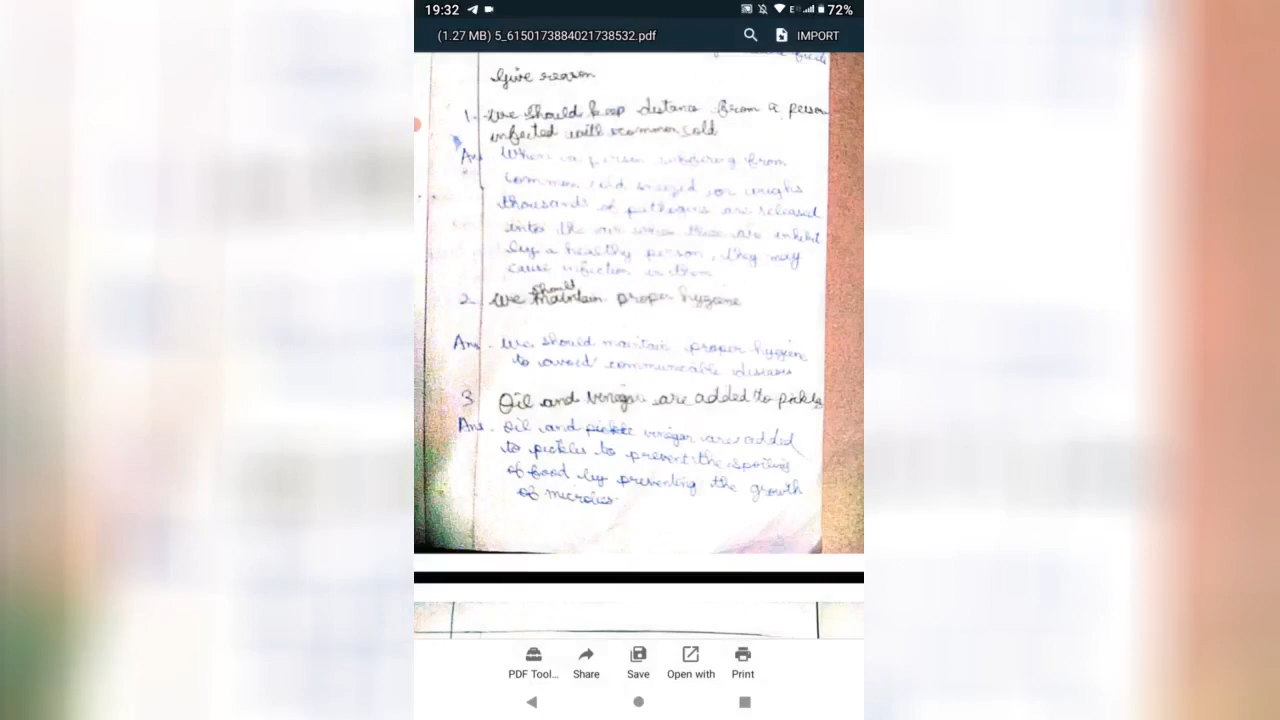 19:32
72%
(1.27 MB) 5_6150173884021738532.pdf
IMPORT
Give reason
1. We should keep distance from a person
infected with common cold
Ans When a person suffering from
common cold sneezed or coughs
thousands of pathogens are released
into the air when these are
by a healthy person, they may
cause infection in them
2. We should maintain proper hygiene
Ans. We should maintain proper hygiene
to avoid communicable diseases
3 Oil and vinegar are added to pickles
Ans. Oil and pickle vinegar are added
to pickles to prevent the spoiling
of food by preventing the growth
of microbes
PDF Tool...
Share
Save
Open with
Print